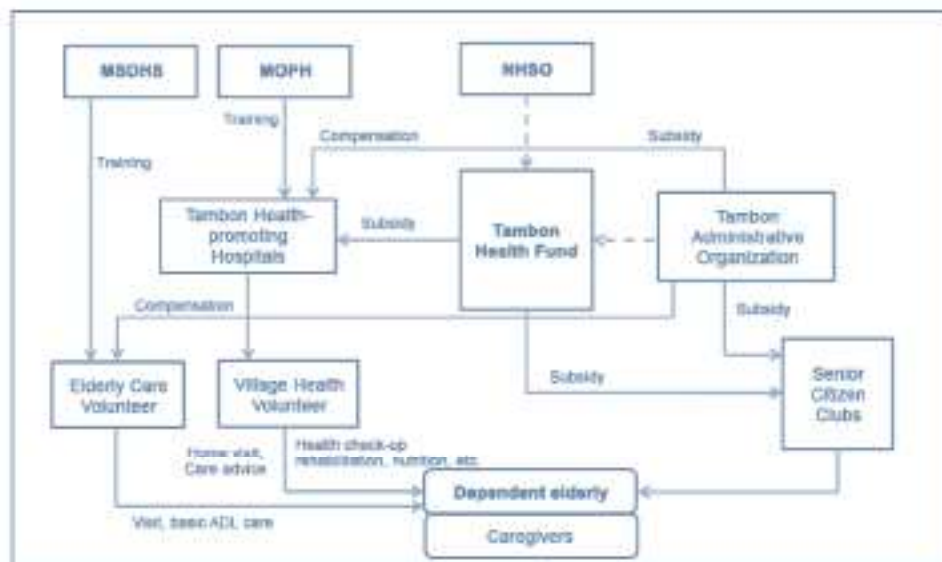 MSDHS
MOPH
NHSO
Training
Compensation
Subsidy
Training
Tambon Health-
promoting
Hospitals
Subsidy
Tambon
Health Fund
Tambon
Administrative
Organization
Compensation
Subsidy
Elderly Care
Volunteer
Village Health
Volunteer
Subsidy
Senior
Citizen
Clubs
Home visit,
Care advice
Health check-up
rehabilitation, nutrition, etc.
Dependent elderly
Visit, basic ADL care
Caregivers